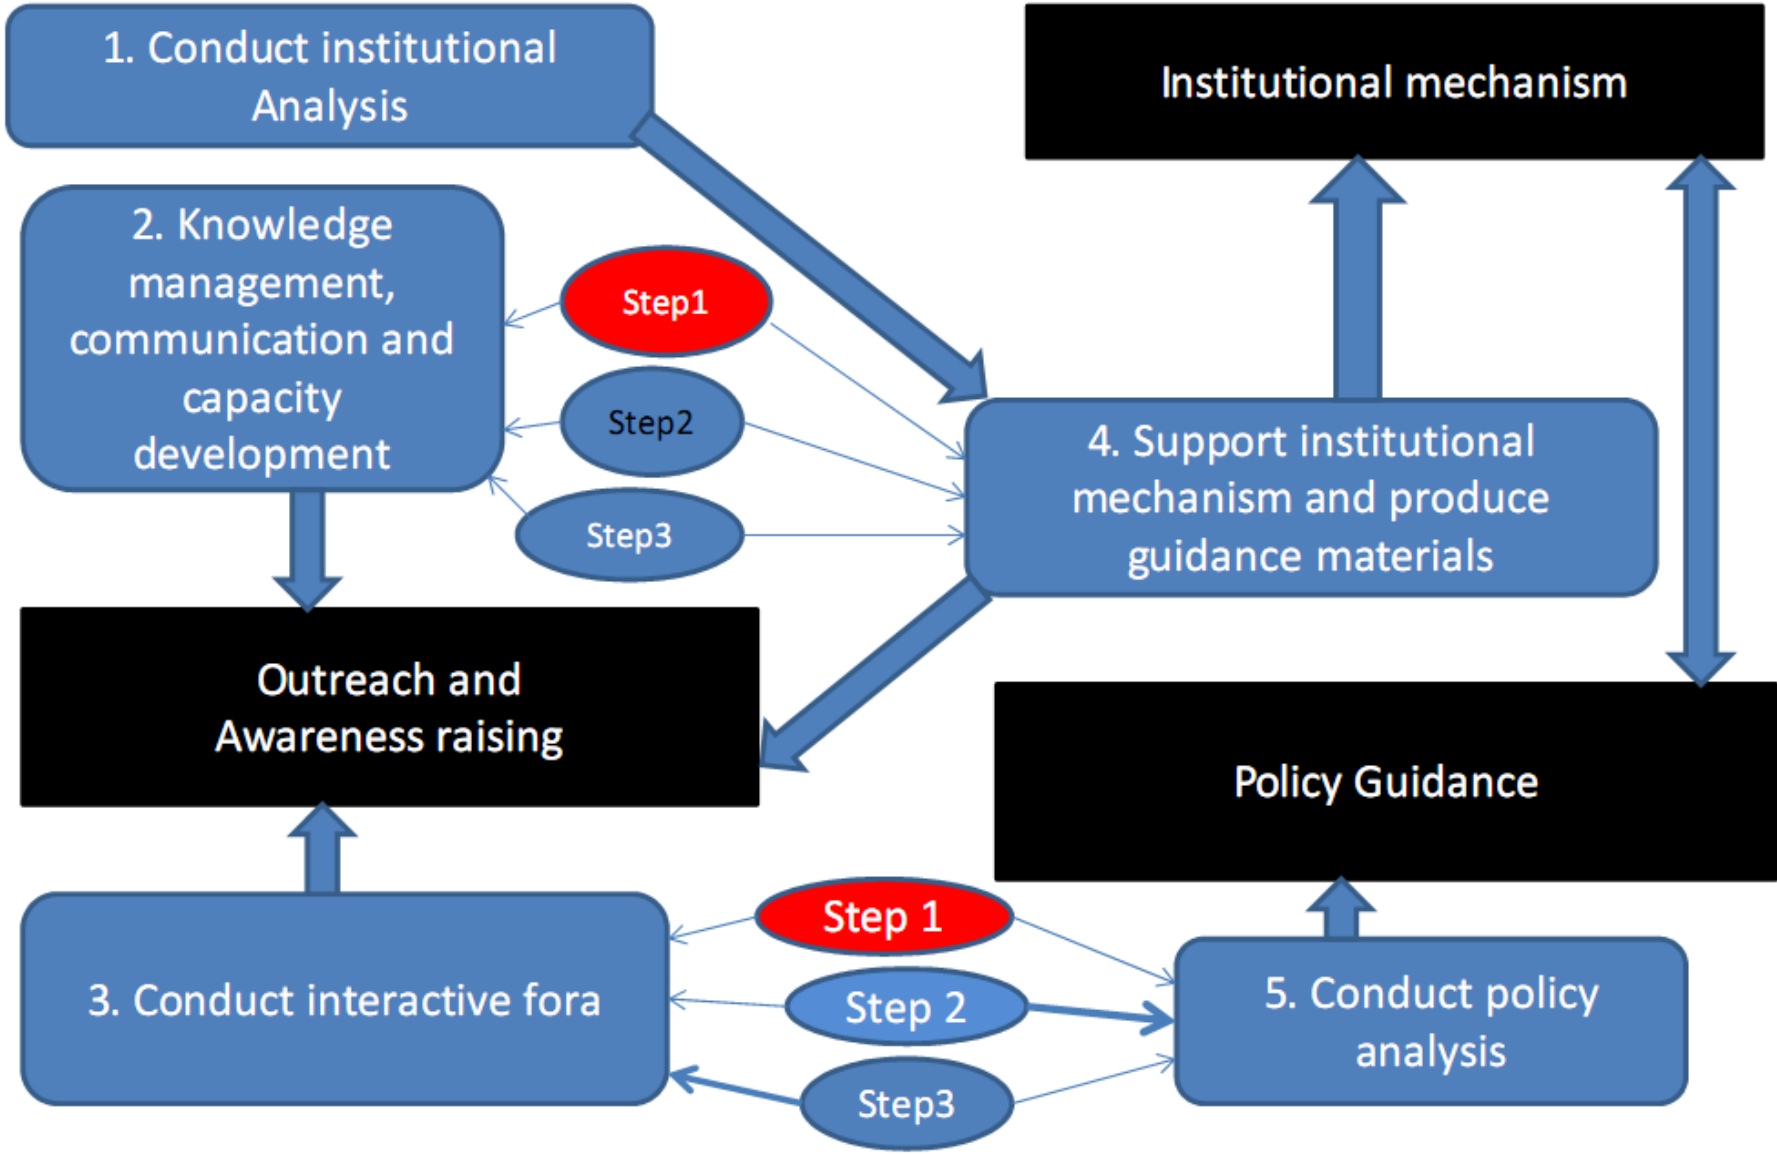 1. Conduct institutional
Analysis
Institutional mechanism
2. Knowledge
management,
communication and
capacity
development
Step1
Step2
Step3
4. Support institutional
mechanism and produce
guidance materials
Outreach and
Awareness raising
Policy Guidance
3. Conduct interactive fora
Step 1
Step 2
Step3
5. Conduct policy
analysis